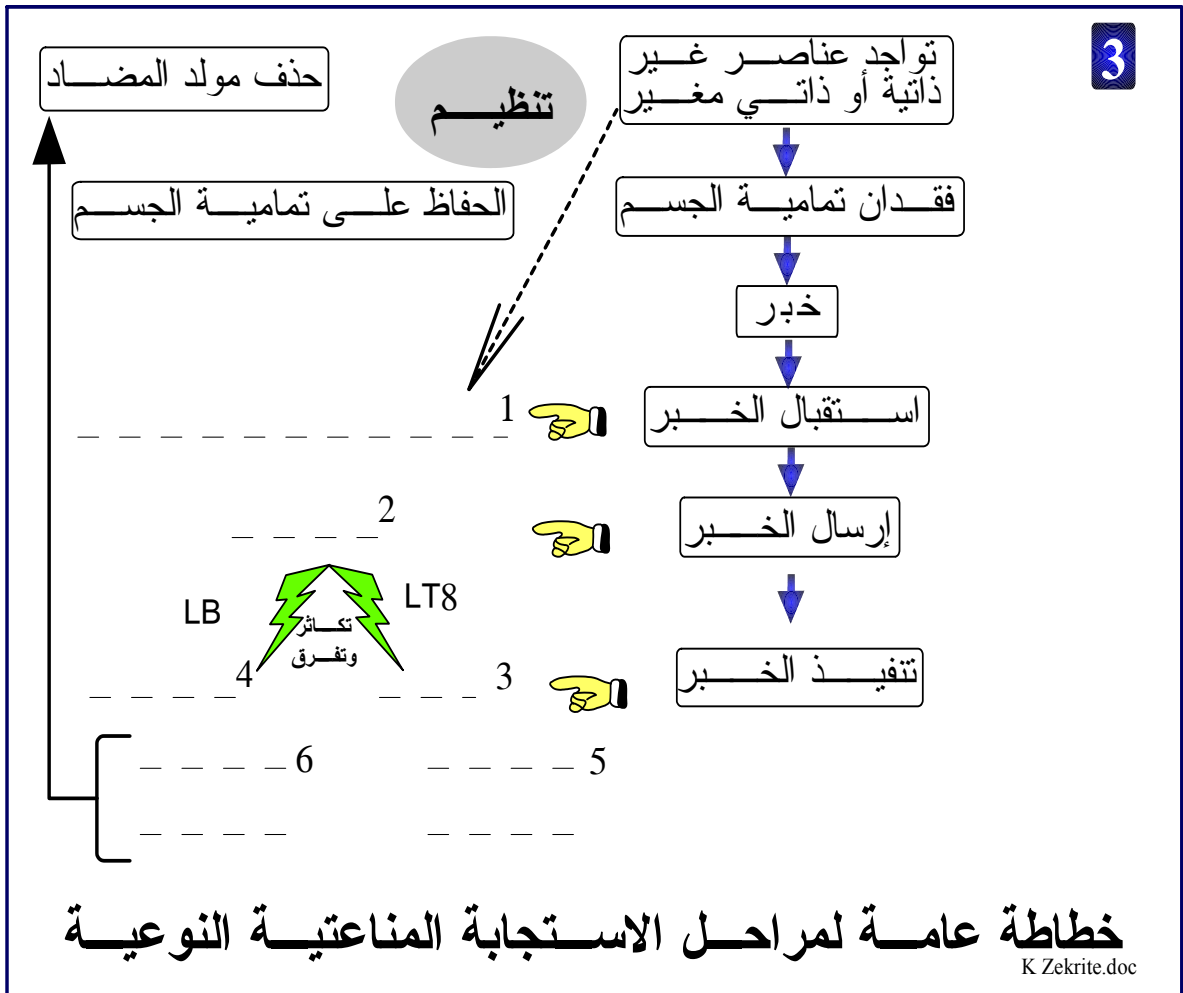 3
تواجد عناصر غير
ذاتية أو ذاتي مغير
تنظيم
حذف مولد المضاد
فقدان تمامية الجسم
الحفاظ على تمامية الجسم
خبر
استقبال الخبر
1
إرسال الخبر
2
LT8
LB
تكاثر
وتفرق
تنفيذ الخبر
3
4
5
6
خطاطة عامة لمراحل الاستجابة المناعتية النوعية
K Zekrite.doc